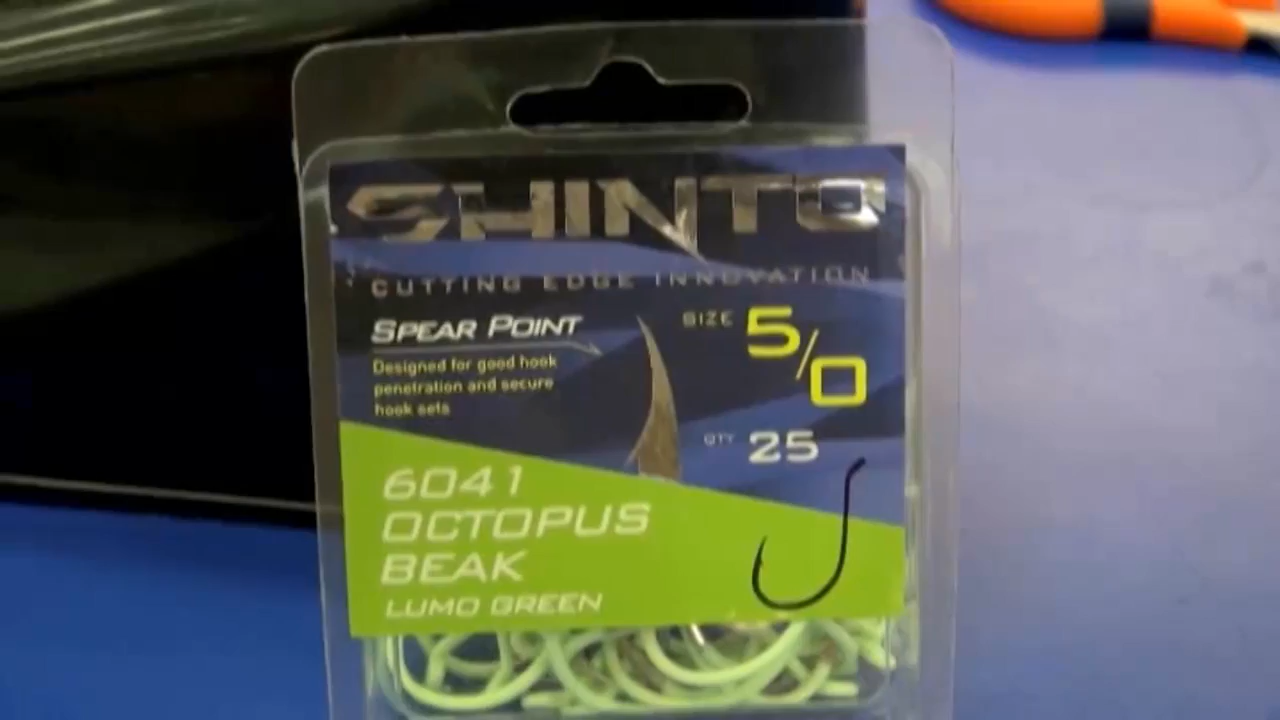 SHINTO
CUTTING EDGE INNOVATION
SPEAR POINT
Designed for good hook
penetration and secure
hook sets
SIZE 5/0
QTY 25
6041
OCTOPUS
BEAK
LUMO GREEN